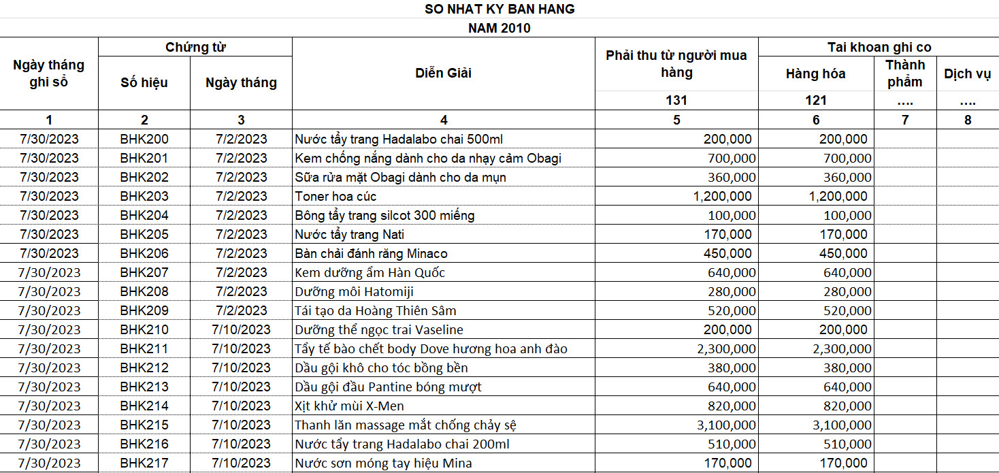 SO NHAT KY BAN HANG
NAM 2010
Ngày tháng ghi sổ Chứng từ Diễn Giải Phải thu từ người mua hàng Tai khoan ghi co
Số hiệu Ngày tháng Hàng hóa Thành phẩm Dịch vụ
131 121 .... ....
1 2 3 4 5 6 7 8
7/30/2023 BHK200 7/2/2023 Nước tẩy trang Hadalabo chai 500ml 200,000 200,000
7/30/2023 BHK201 7/2/2023 Kem chống nắng dành cho da nhạy cảm Obagi 700,000 700,000
7/30/2023 BHK202 7/2/2023 Sữa rửa mặt Obagi dành cho da mụn 360,000 360,000
7/30/2023 BHK203 7/2/2023 Toner hoa cúc 1,200,000 1,200,000
7/30/2023 BHK204 7/2/2023 Bông tẩy trang silcot 300 miếng 100,000 100,000
7/30/2023 BHK205 7/2/2023 Nước tẩy trang Nati 170,000 170,000
7/30/2023 BHK206 7/2/2023 Bàn chải đánh răng Minaco 450,000 450,000
7/30/2023 BHK207 7/2/2023 Kem dưỡng ẩm Hàn Quốc 640,000 640,000
7/30/2023 BHK208 7/2/2023 Dưỡng môi Hatomiji 280,000 280,000
7/30/2023 BHK209 7/2/2023 Tái tạo da Hoàng Thiên Sâm 520,000 520,000
7/30/2023 BHK210 7/10/2023 Dưỡng thể ngọc trai Vaseline 200,000 200,000
7/30/2023 BHK211 7/10/2023 Tẩy tế bào chết body Dove hương hoa anh đào 2,300,000 2,300,000
7/30/2023 BHK212 7/10/2023 Dầu gội khô cho tóc bồng bền 380,000 380,000
7/30/2023 BHK213 7/10/2023 Dầu gội đầu Pantine bóng mượt 640,000 640,000
7/30/2023 BHK214 7/10/2023 Xịt khử mùi X-Men 820,000 820,000
7/30/2023 BHK215 7/10/2023 Thanh lăn massage mắt chống chảy sệ 3,100,000 3,100,000
7/30/2023 BHK216 7/10/2023 Nước tẩy trang Hadalabo chai 200ml 510,000 510,000
7/30/2023 BHK217 7/10/2023 Nước sơn móng tay hiệu Mina 170,000 170,000